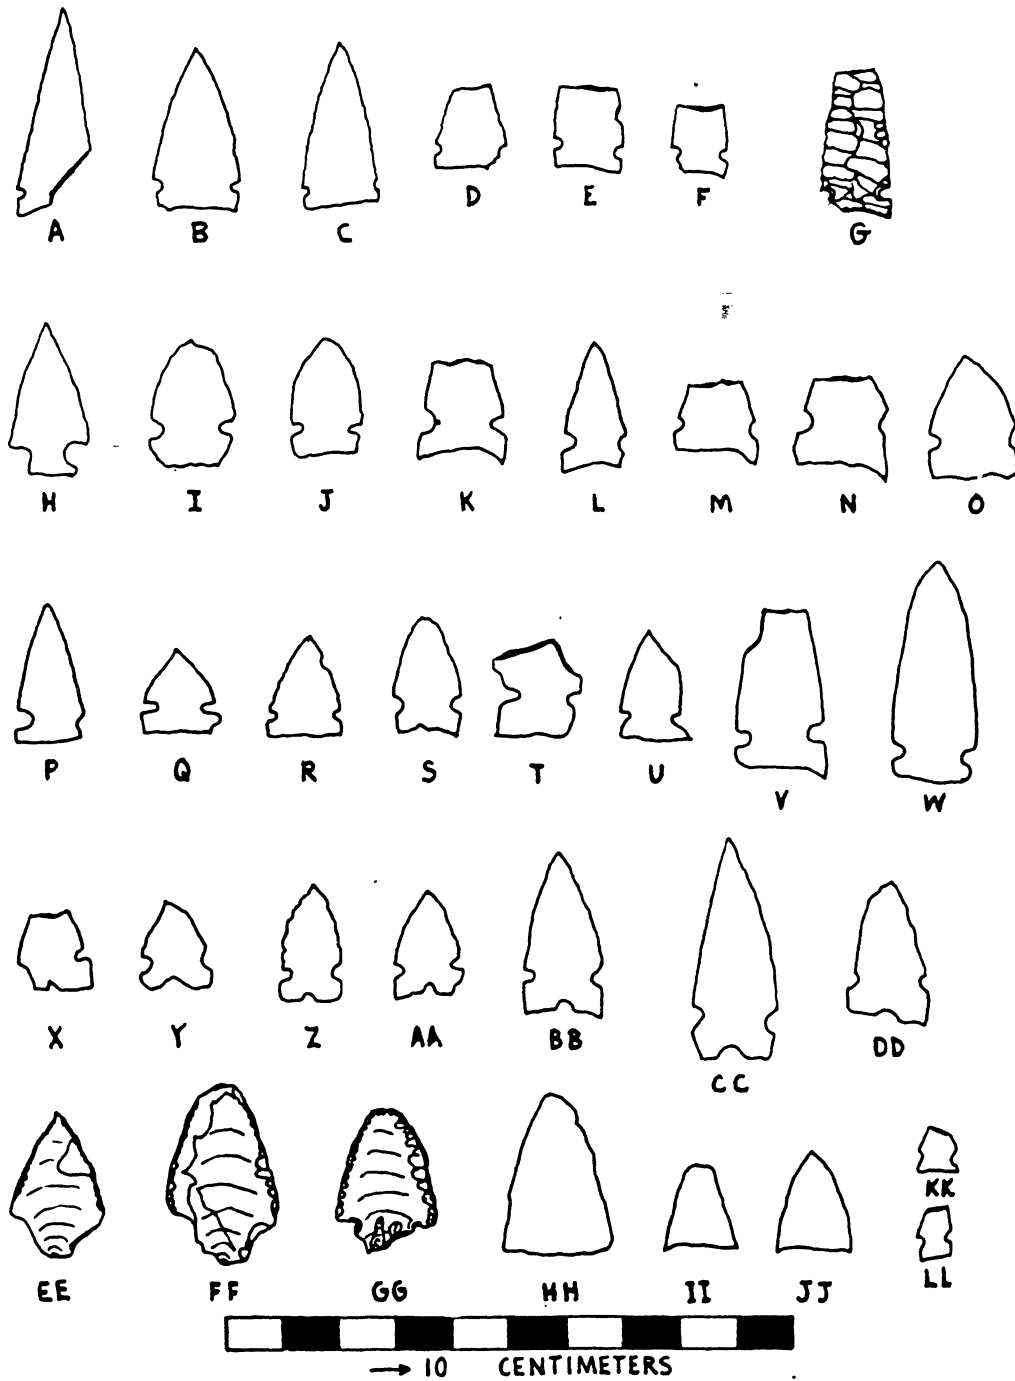 A B C D E F G
H I J K L M N O
P Q R S T U V W
X Y Z AA BB CC DD
EE FF GG HH II JJ KK
LL
→ 10 CENTIMETERS